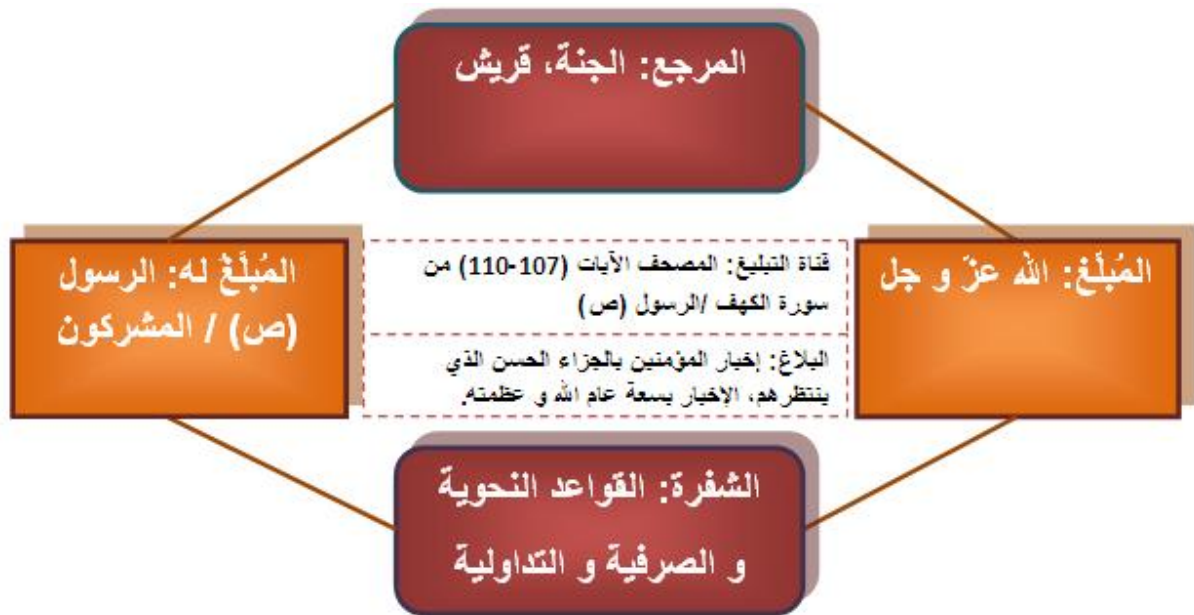 المرجع: الجنة، قريش
المُبلِّغ: الله عزّ و جل
قناة التبليغ: المصحف الآيات (107-110) من
سورة الكهف /الرسول (ص)
البلاغ: إخبار المؤمنين بالجزاء الحسن الذي
ينتظرهم، الإخبار بسعة عام الله و عظمته.
المُبلَّغ له: الرسول
(ص) / المشركون
الشفرة: القواعد النحوية
و الصرفية و التداولية